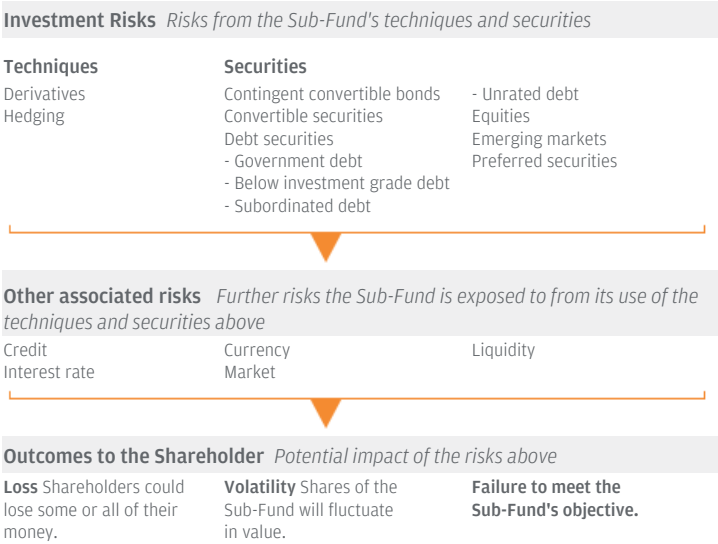 Investment Risks Risks from the Sub-Fund's techniques and securities
Techniques
Derivatives
Hedging
Securities
Contingent convertible bonds
Convertible securities
Debt securities
- Government debt
- Below investment grade debt
- Subordinated debt
- Unrated debt
Equities
Emerging markets
Preferred securities
Other associated risks Further risks the Sub-Fund is exposed to from its use of the
techniques and securities above
Credit
Interest rate
Currency
Market
Liquidity
Outcomes to the Shareholder Potential impact of the risks above
Loss Shareholders could
lose some or all of their
money.
Volatility Shares of the
Sub-Fund will fluctuate
in value.
Failure to meet the
Sub-Fund's objective.